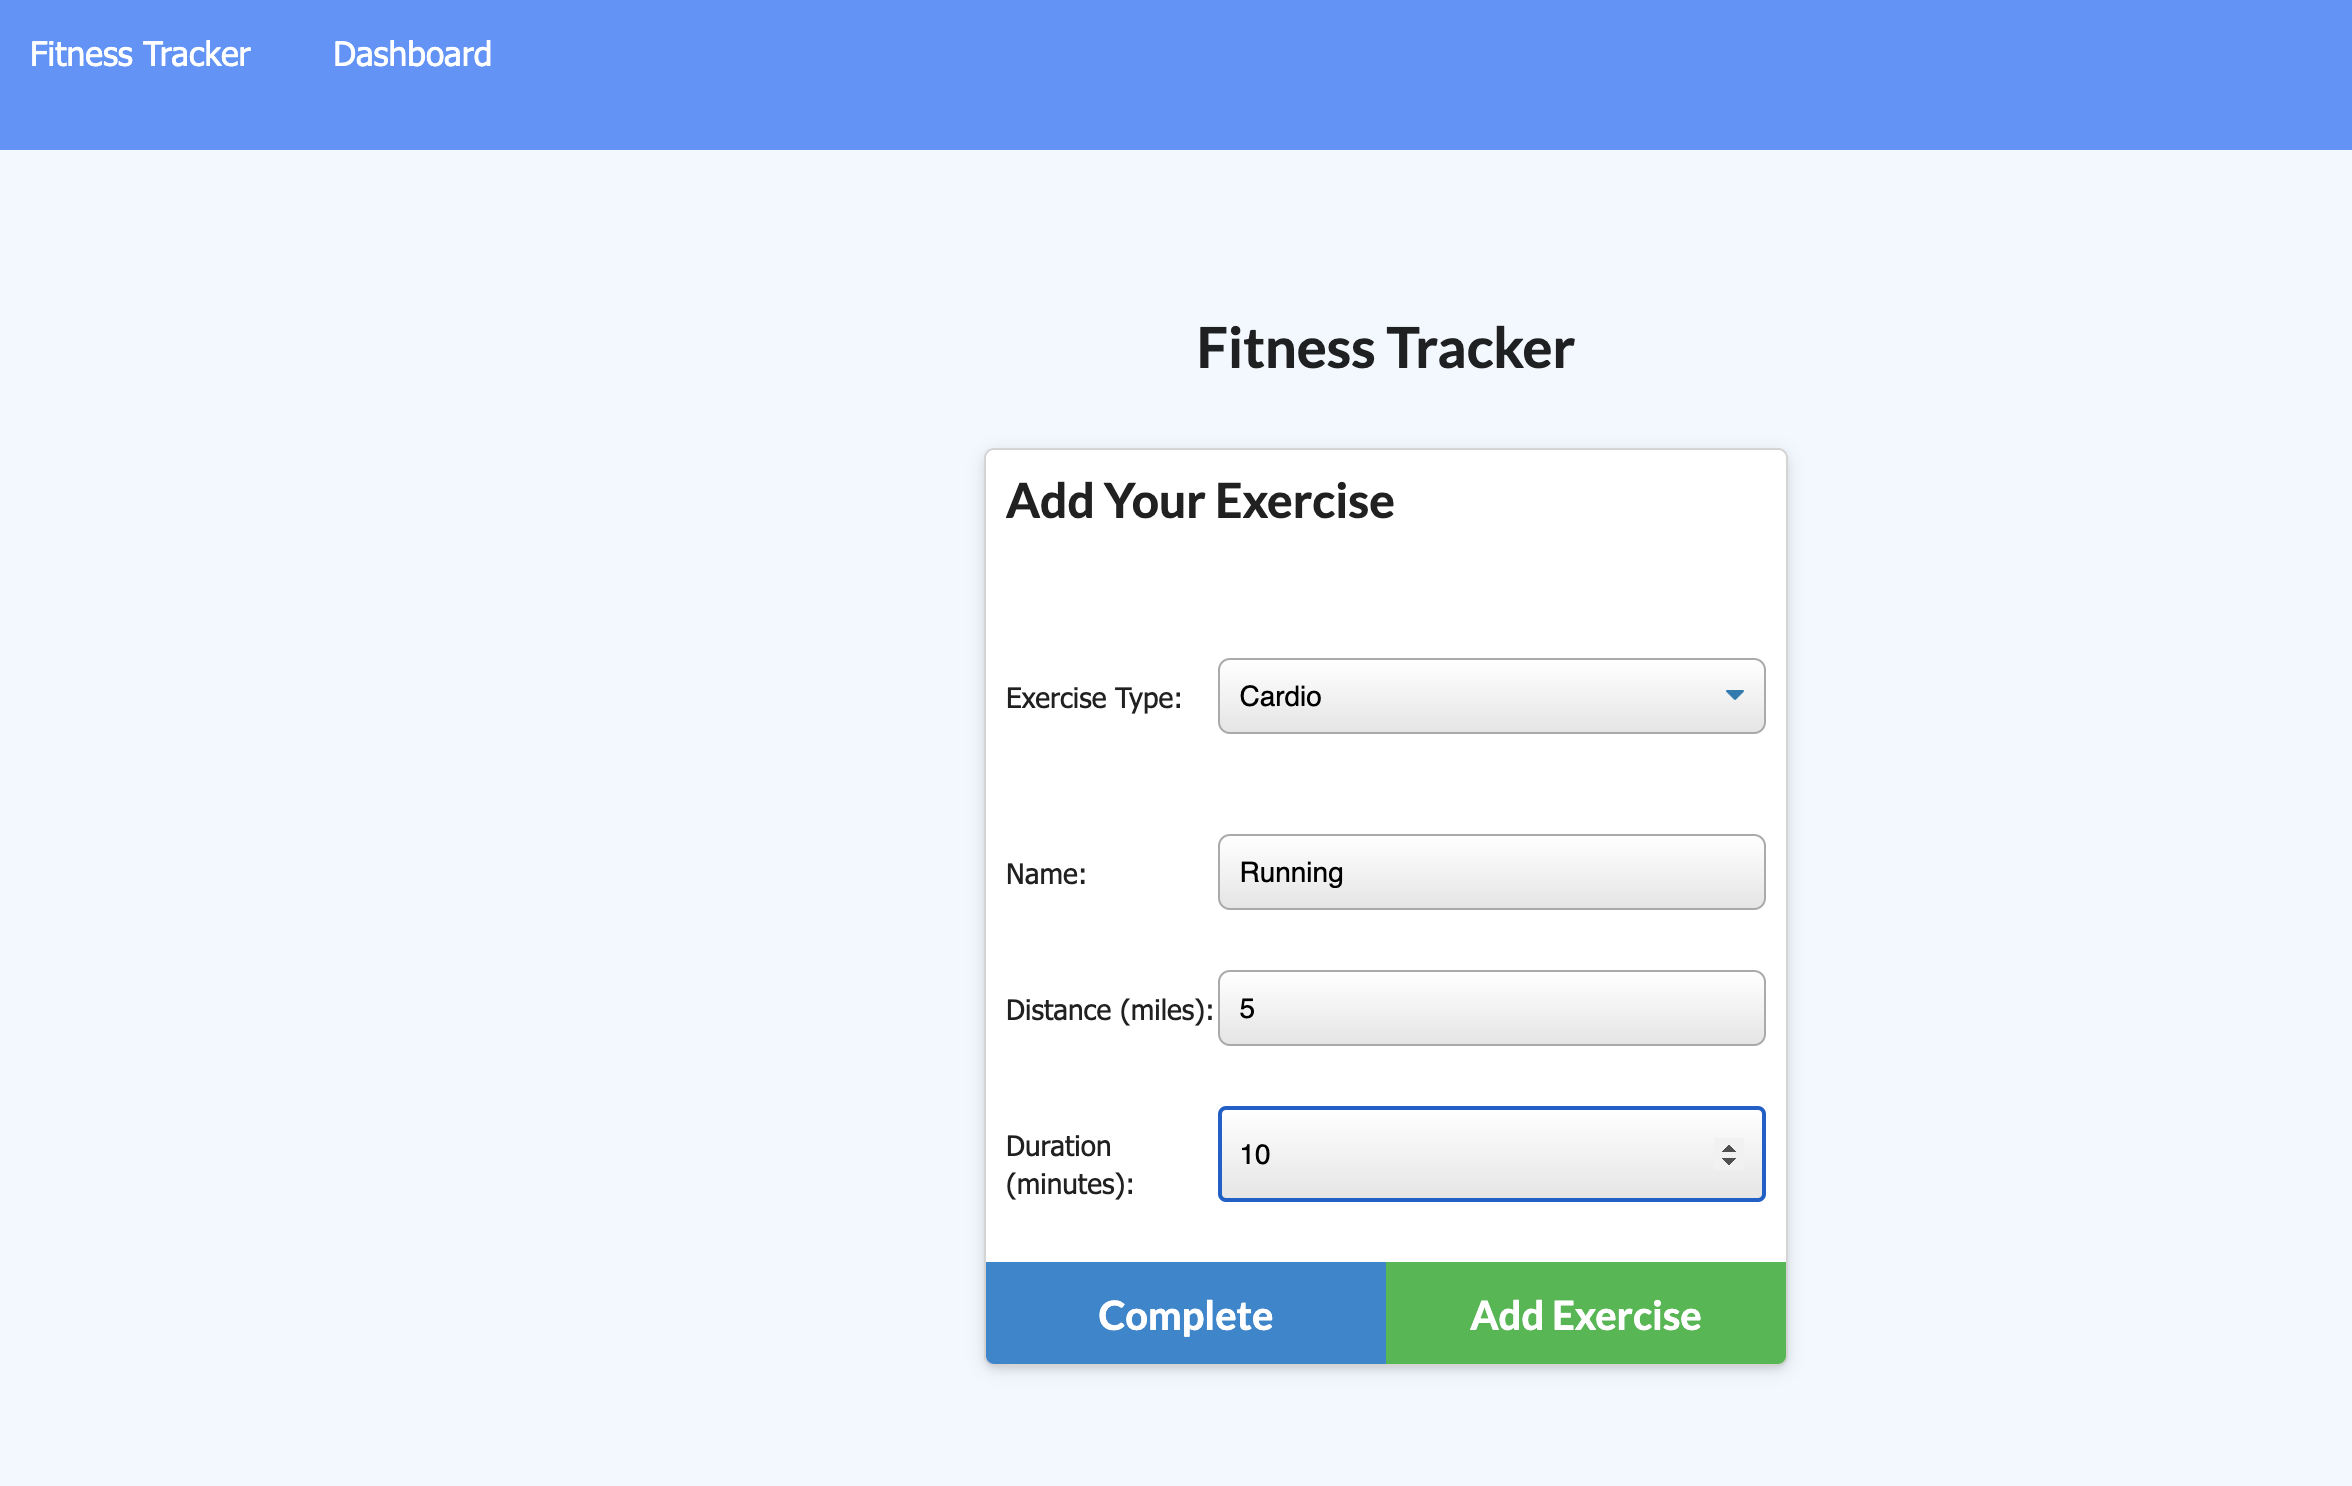 Fitness Tracker Dashboard
Fitness Tracker
Add Your Exercise
Exercise Type: Cardio
Name: Running
Distance (miles): 5
Duration
(minutes): 10
Complete Add Exercise